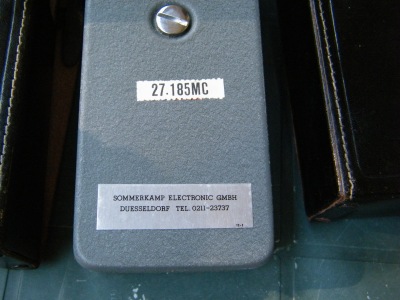 27.185MC
SOMMERKAMP ELECTRONIC GMBH
DUESSELDORF TEL. 0211-23737